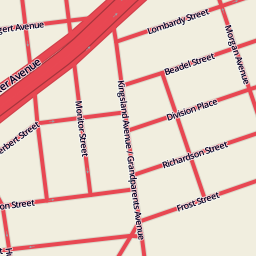 Lombardy Street
gert Avenue
Morgan Avenue
Beadel Street
er Avenue
Kingsland Avenue / Grandparents Avenue
Monitor Street
Division Place
erbert Street
Richardson Street
on Street
Frost Street